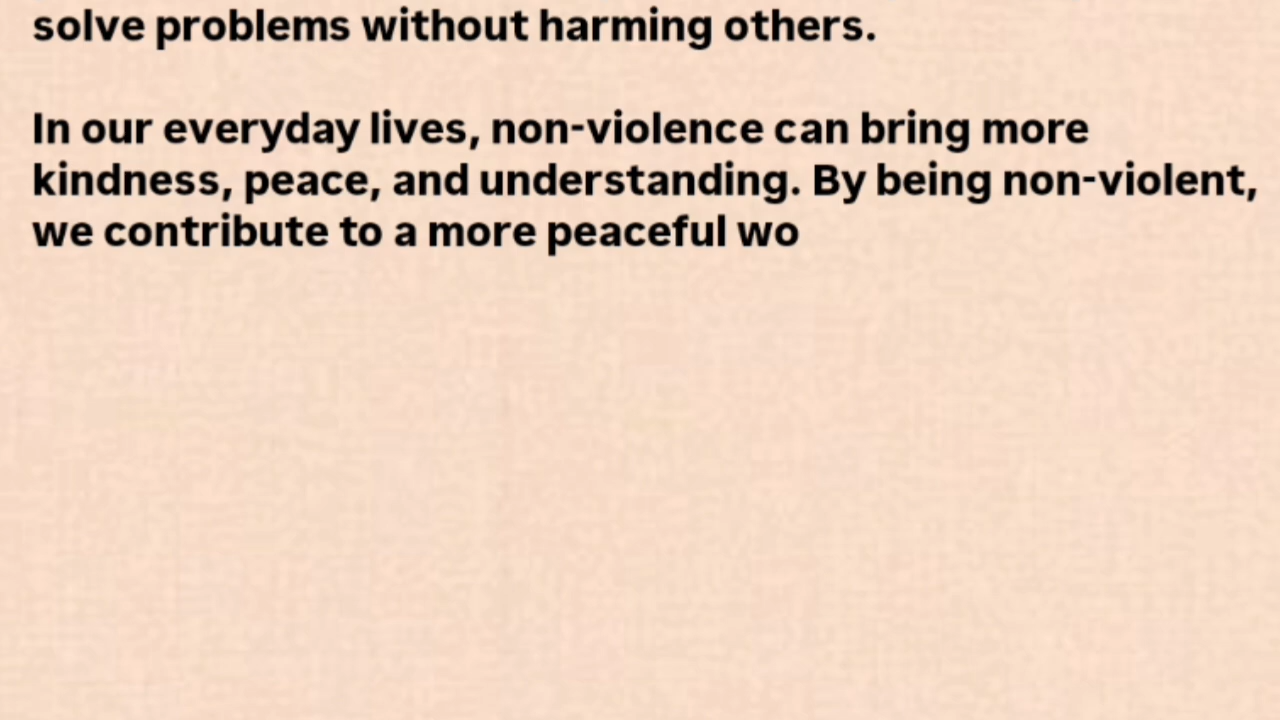 solve problems without harming others.
In our everyday lives, non-violence can bring more
kindness, peace, and understanding. By being non-violent,
we contribute to a more peaceful wo